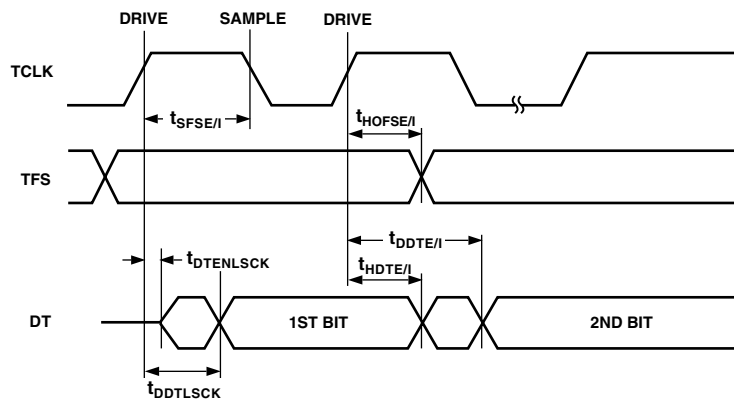 DRIVE SAMPLE DRIVE
TCLK
tSFSE/I tHOFSE/I
TFS
tDDTE/I
tDTENLSCK tHDTE/I
DT 1ST BIT 2ND BIT
tDDTLSCK